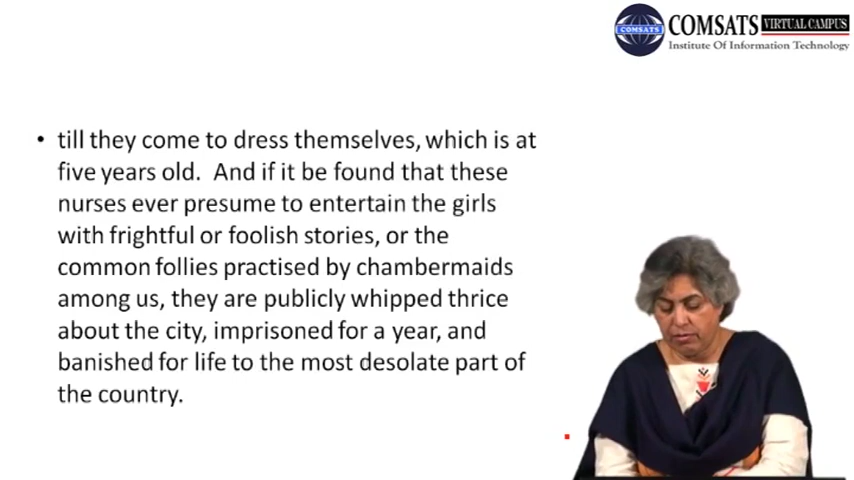 COMSATS VIRTUAL CAMPUS
COMSATS
Institute Of Information Technology
• till they come to dress themselves, which is at
five years old.  And if it be found that these
nurses ever presume to entertain the girls
with frightful or foolish stories, or the
common follies practised by chambermaids
among us, they are publicly whipped thrice
about the city, imprisoned for a year, and
banished for life to the most desolate part of
the country.